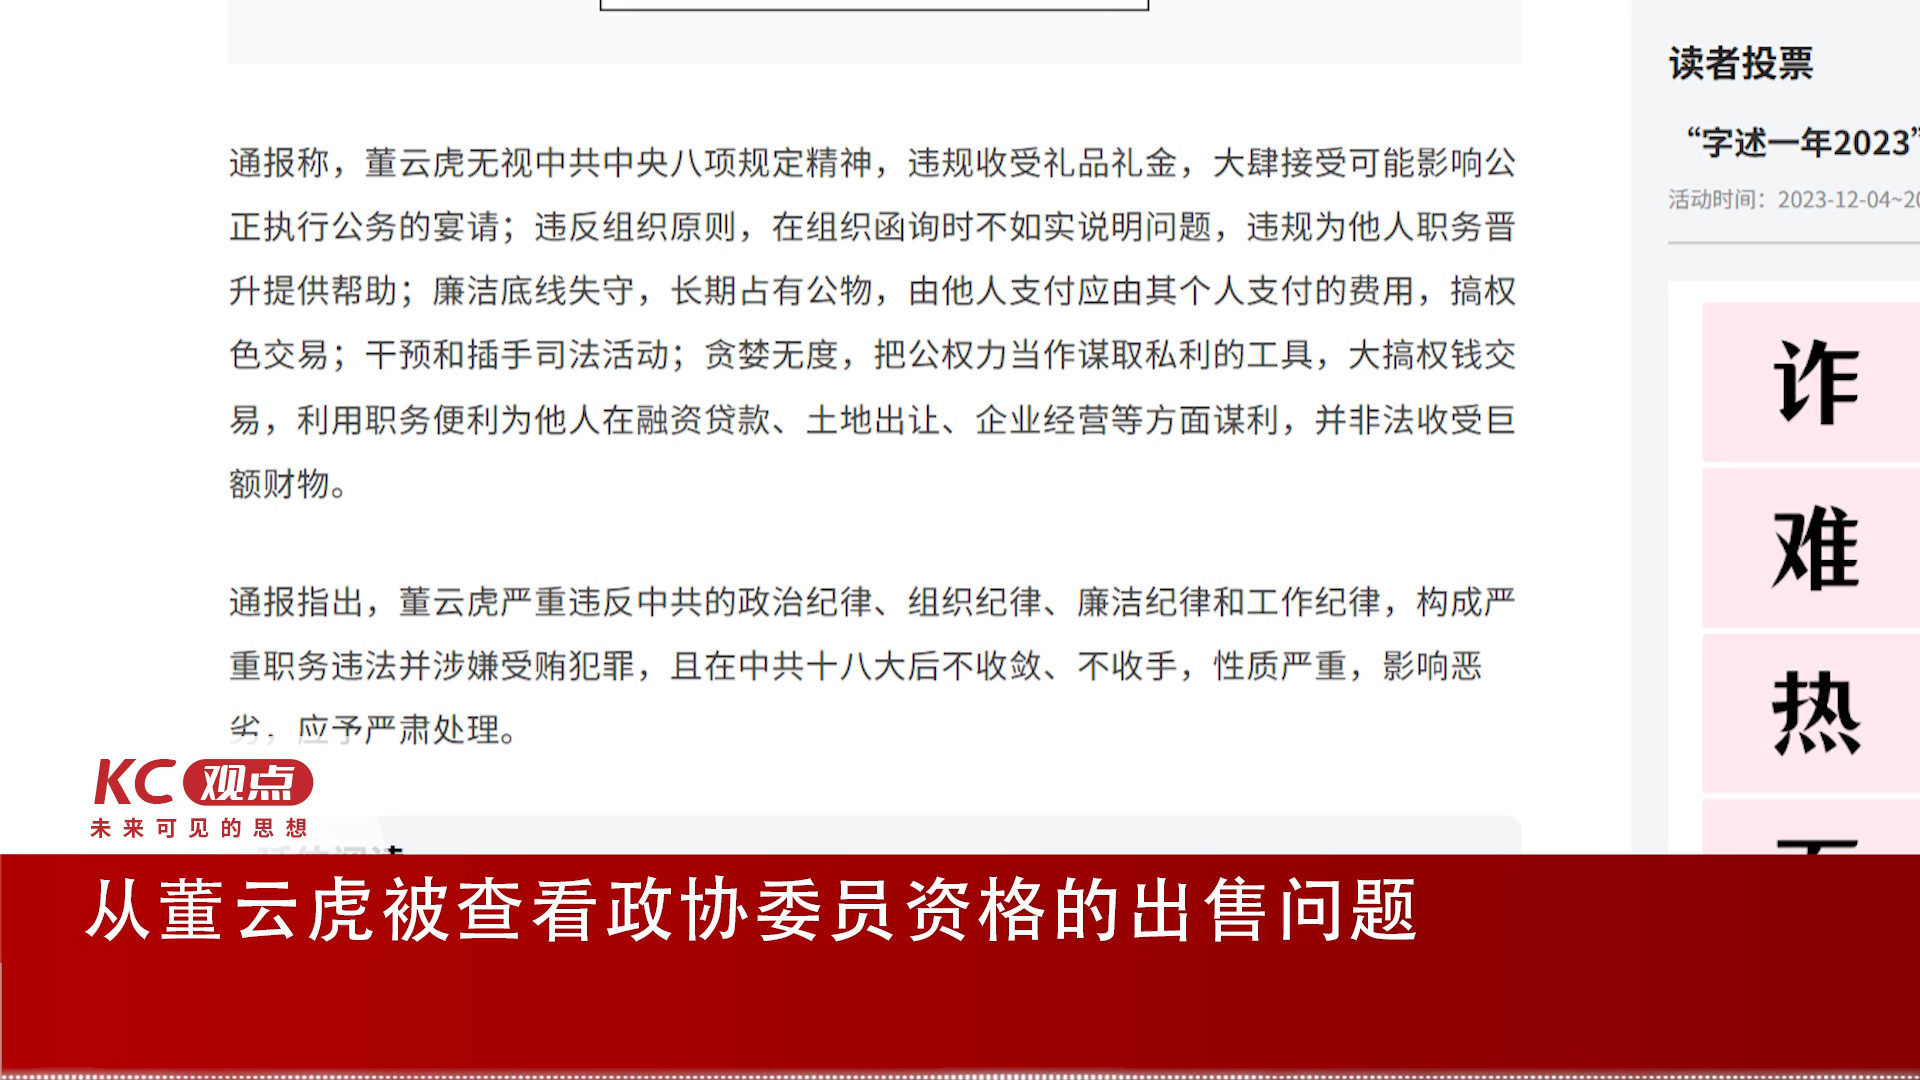 通报称，董云虎无视中共中央八项规定精神，违规收受礼品礼金，大肆接受可能影响公
正执行公务的宴请；违反组织原则，在组织函询时不如实说明问题，违规为他人职务晋
升提供帮助；廉洁底线失守，长期占有公物，由他人支付应由其个人支付的费用，搞权
色交易；干预和插手司法活动；贪婪无度，把公权力当作谋取私利的工具，大搞权钱交
易，利用职务便利为他人在融资贷款、土地出让、企业经营等方面谋利，并非法收受巨
额财物。
通报指出，董云虎严重违反中共的政治纪律、组织纪律、廉洁纪律和工作纪律，构成严
重职务违法并涉嫌受贿犯罪，且在中共十八大后不收敛、不收手，性质严重，影响恶
劣，应予严肃处理。
读者投票
“字述一年2023”
活动时间：2023-12-04~20
诈
难
热
KC观点
未来可见的思想
从董云虎被查看政协委员资格的出售问题